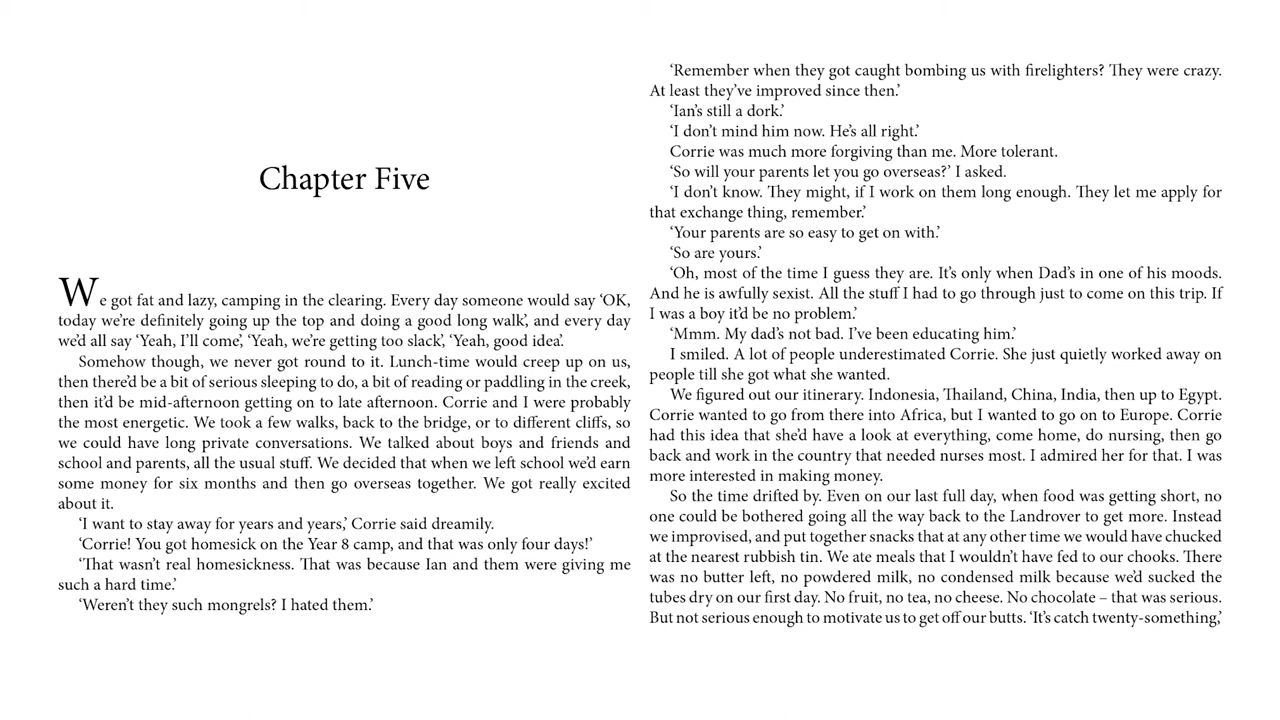 Chapter Five
We got fat and lazy, camping in the clearing. Every day someone would say ‘OK,
today we’re definitely going up the top and doing a good long walk’, and every day
we’d all say ‘Yeah, I’ll come’, ‘Yeah, we’re getting too slack’, ‘Yeah, good idea’.
Somehow though, we never got round to it. Lunch-time would creep up on us,
then there’d be a bit of serious sleeping to do, a bit of reading or paddling in the creek,
then it’d be mid-afternoon getting on to late afternoon. Corrie and I were probably
the most energetic. We took a few walks, back to the bridge, or to different cliffs, so
we could have long private conversations. We talked about boys and friends and
school and parents, all the usual stuff. We decided that when we left school we’d earn
some money for six months and then go overseas together. We got really excited
about it.
‘I want to stay away for years and years,’ Corrie said dreamily.
‘Corrie! You got homesick on the Year 8 camp, and that was only four days!’
‘That wasn’t real homesickness. That was because Ian and them were giving me
such a hard time.’
‘Weren’t they such mongrels? I hated them.’
‘Remember when they got caught bombing us with firelighters? They were crazy.
At least they’ve improved since then.’
‘Ian’s still a dork.’
‘I don’t mind him now. He’s all right.’
Corrie was much more forgiving than me. More tolerant.
‘So will your parents let you go overseas?’ I asked.
‘I don’t know. They might, if I work on them long enough. They let me apply for
that exchange thing, remember.’
‘Your parents are so easy to get on with.’
‘So are yours.’
‘Oh, most of the time I guess they are. It’s only when Dad’s in one of his moods.
And he is awfully sexist. All the stuff I had to go through just to come on this trip. If
I was a boy it’d be no problem.’
‘Mmm. My dad’s not bad. I’ve been educating him.’
I smiled. A lot of people underestimated Corrie. She just quietly worked away on
people till she got what she wanted.
We figured out our itinerary. Indonesia, Thailand, China, India, then up to Egypt.
Corrie wanted to go from there into Africa, but I wanted to go on to Europe. Corrie
had this idea that she’d have a look at everything, come home, do nursing, then go
back and work in the country that needed nurses most. I admired her for that. I was
more interested in making money.
So the time drifted by. Even on our last full day, when food was getting short, no
one could be bothered going all the way back to the Landrover to get more. Instead
we improvised, and put together snacks that at any other time we would have chucked
at the nearest rubbish tin. We ate meals that I wouldn’t have fed to our chooks. There
was no butter left, no powdered milk, no condensed milk because we’d sucked the
tubes dry on our first day. No fruit, no tea, no cheese. No chocolate – that was serious.
But not serious enough to motivate us to get off our butts. ‘It’s catch twenty-something,’